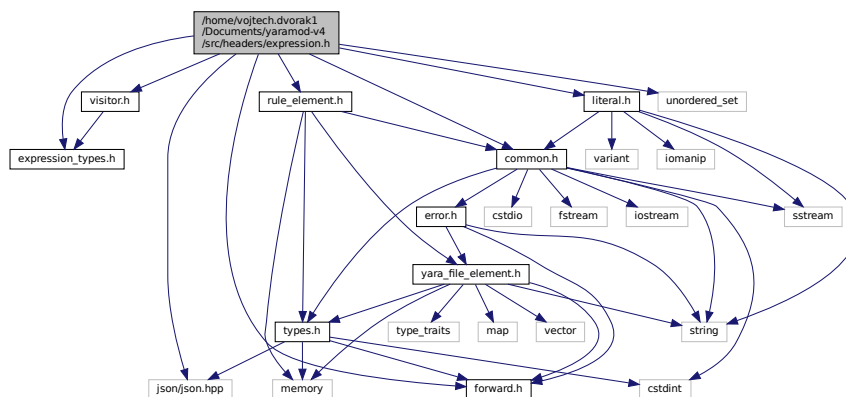 /home/vojtech.dvorak1
/Documents/yaramod-v4
/src/headers/expression.h
visitor.h
rule_element.h
literal.h
unordered_set
expression_types.h
common.h
variant
iomanip
error.h
cstdio
fstream
iostream
sstream
yara_file_element.h
types.h
type_traits
map
vector
string
json/json.hpp
memory
forward.h
cstdint